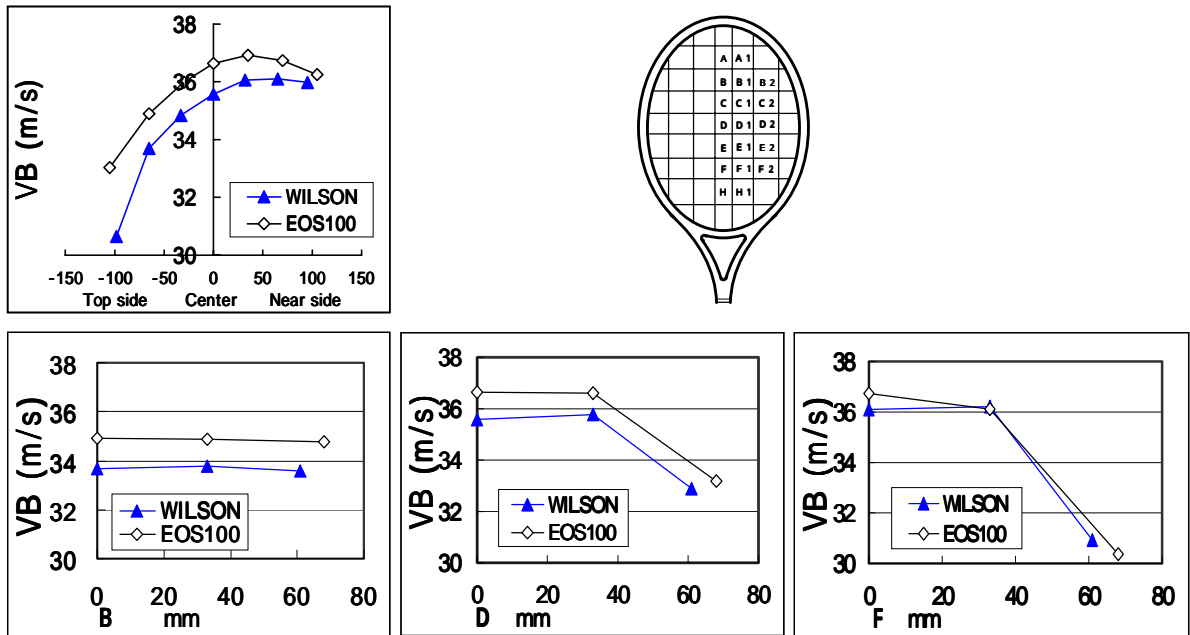 VB (m/s)
38
36
34
32
30
-150 -100 -50 0 50 100 150
Top side Center Near side
WILSON
EOS100
A A1
B B1 B2
C C1 C2
D D1 D2
E E1 E2
F F1 F2
H H1
VB (m/s)
38
36
34
32
30
0 20 40 60 80
B mm
WILSON
EOS100
VB (m/s)
38
36
34
32
30
0 20 40 60 80
D mm
WILSON
EOS100
VB (m/s)
38
36
34
32
30
0 20 40 60 80
F mm
WILSON
EOS100